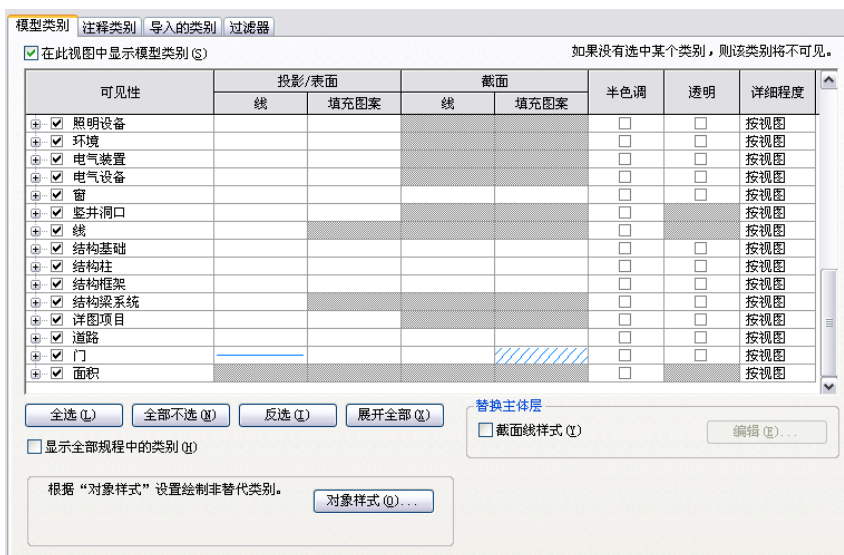 模型类别 注释类别 导入的类别 过滤器
在此视图中显示模型类别(S) 如果没有选中某个类别，则该类别将不可见。
可见性 投影/表面 截面 半色调 透明 详细程度
线 填充图案 线 填充图案
照明设备 按视图
环境 按视图
电气装置 按视图
电气设备 按视图
窗 按视图
竖井洞口 按视图
线 按视图
结构基础 按视图
结构柱 按视图
结构框架 按视图
结构梁系统 按视图
详图项目 按视图
道路 按视图
门 按视图
面积 按视图
全选(L) 全部不选(N) 反选(I) 展开全部(X)
替换主体层
截面线样式(Y) 编辑(E)...
显示全部规程中的类别(H)
根据“对象样式”设置绘制非替代类别。
对象样式(O)...